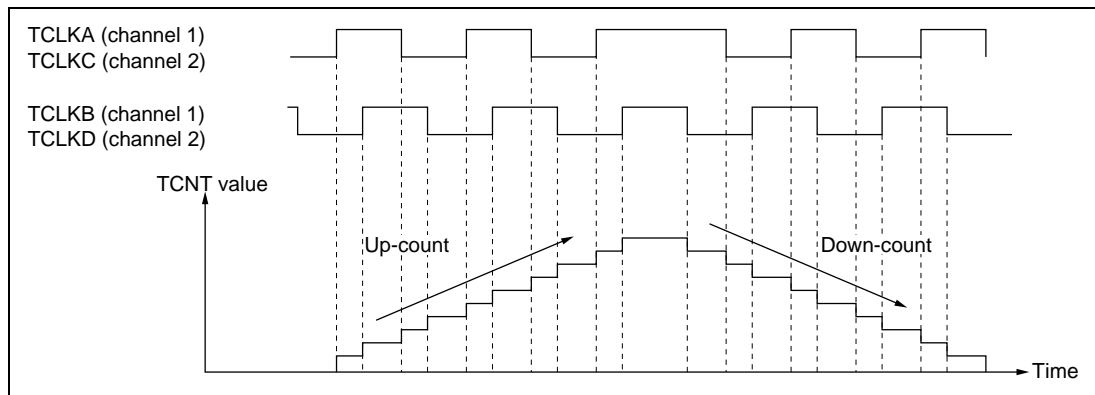 TCLKA (channel 1)
TCLKC (channel 2)
TCLKB (channel 1)
TCLKD (channel 2)
TCNT value
Up-count
Down-count
Time